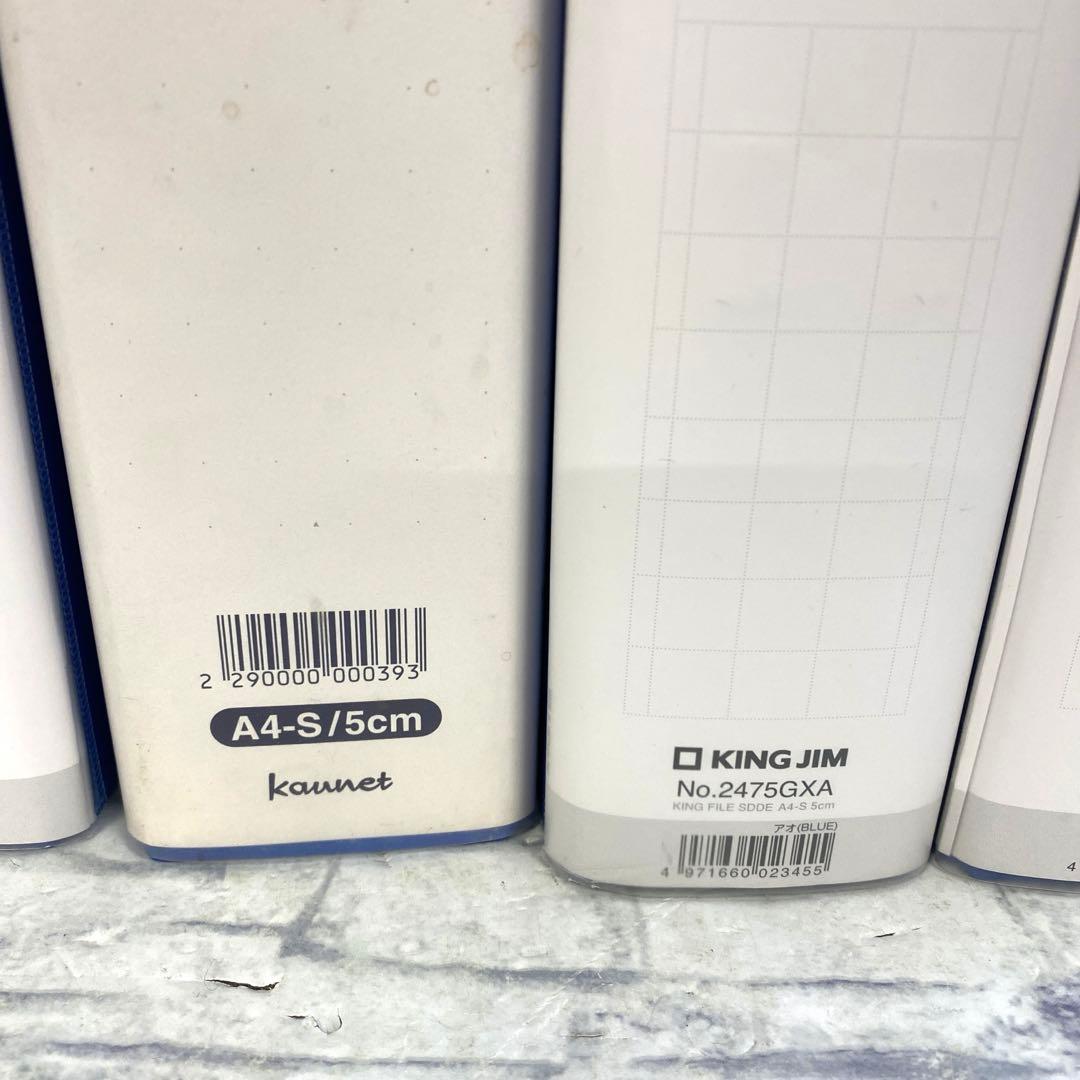 2 290000 000393
A4-S/5cm
kaunet
KING JIM
No.2475GXA
KING FILE SDDE A4-S 5cm
アオ(BLUE)
4 971660 023455
4